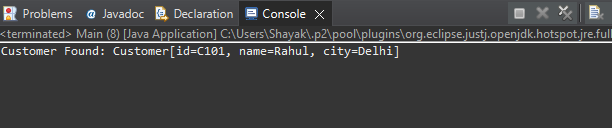 Problems Javadoc Declaration Console
<terminated> Main (8) [Java Application] C:\Users\Shayak\.p2\pool\plugins\org.eclipse.justj.openjdk.hotspot.jre.full
Customer Found: Customer[id=C101, name=Rahul, city=Delhi]